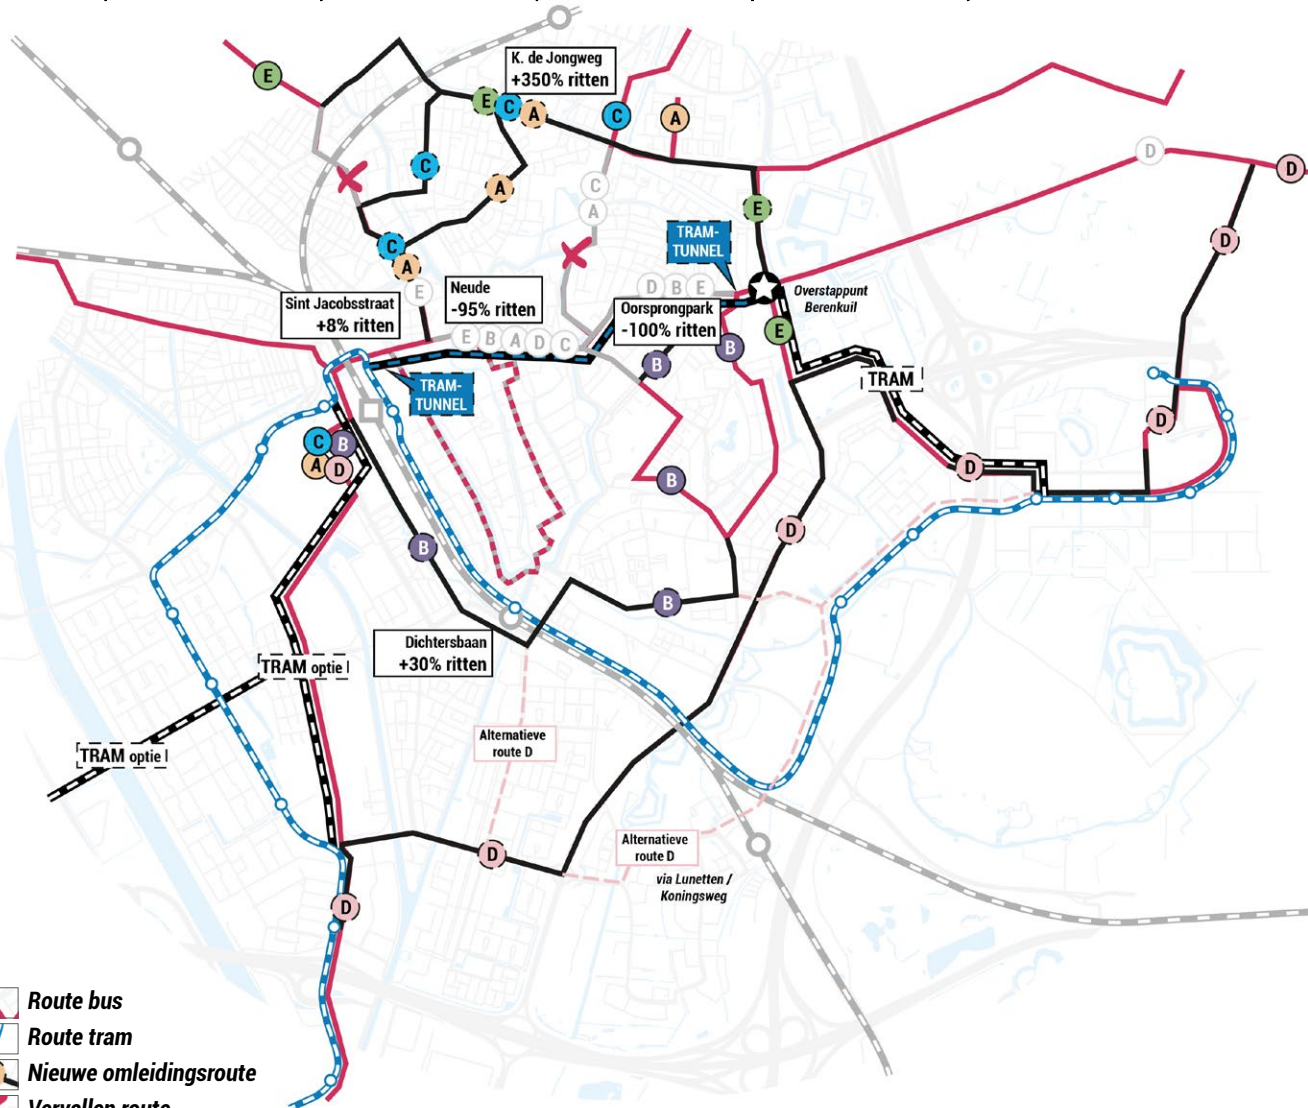 K. de Jongweg
+350% ritten
E
E
C
A
C
A
D
D
C
A
C
A
E
D
TRAM-
TUNNEL
C
A
E
Sint Jacobsstraat
+8% ritten
Neude
-95% ritten
D B E
Oorsprongpark
-100% ritten
Overstappunt
Berenkuil
E
E B A D C
B
B
TRAM-
TUNNEL
TRAM
D
C B
A D
D
B
B
D
B
Dichtersbaan
+30% ritten
TRAM optie I
TRAM optie I
Alternatieve
route D
D
Alternatieve
route D
via Lunetten /
Koningsweg
D
Route bus
Route tram
Nieuwe omleidingsroute